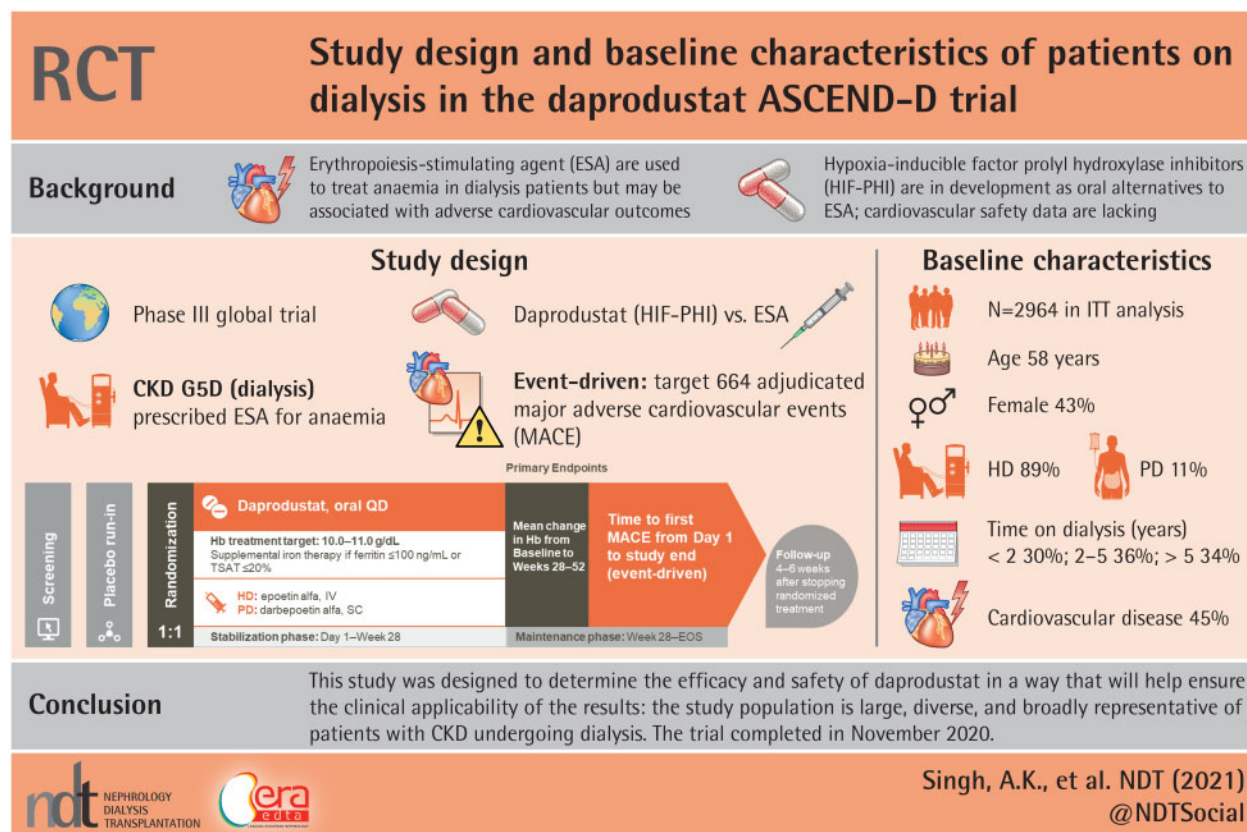 RCT
Study design and baseline characteristics of patients on
dialysis in the daprodustat ASCEND-D trial
Background
Erythropoiesis-stimulating agent (ESA) are used
to treat anaemia in dialysis patients but may be
associated with adverse cardiovascular outcomes
Hypoxia-inducible factor prolyl hydroxylase inhibitors
(HIF-PHI) are in development as oral alternatives to
ESA; cardiovascular safety data are lacking
Study design
Phase III global trial
Daprodustat (HIF-PHI) vs. ESA
CKD G5D (dialysis)
prescribed ESA for anaemia
Event-driven: target 664 adjudicated
major adverse cardiovascular events
(MACE)
Primary Endpoints
Screening
Placebo run-in
Randomization
1:1
Daprodustat, oral QD
Hb treatment target: 10.0–11.0 g/dL
Supplemental iron therapy if ferritin ≤100 ng/mL or
TSAT ≤20%
HD: epoetin alfa, IV
PD: darbepoetin alfa, SC
Stabilization phase: Day 1–Week 28
Mean change
in Hb from
Baseline to
Weeks 28–52
Time to first
MACE from Day 1
to study end
(event-driven)
Maintenance phase: Week 28–EOS
Follow-up
4–6 weeks
after stopping
randomized
treatment
Baseline characteristics
N=2964 in ITT analysis
Age 58 years
Female 43%
HD 89%
PD 11%
Time on dialysis (years)
< 2 30%; 2–5 36%; > 5 34%
Cardiovascular disease 45%
Conclusion
This study was designed to determine the efficacy and safety of daprodustat in a way that will help ensure
the clinical applicability of the results: the study population is large, diverse, and broadly representative of
patients with CKD undergoing dialysis. The trial completed in November 2020.
ndt
NEPHROLOGY
DIALYSIS
TRANSPLANTATION
era
edta
LEADING EUROPEAN NEPHROLOGY
Singh, A.K., et al. NDT (2021)
@NDTSocial